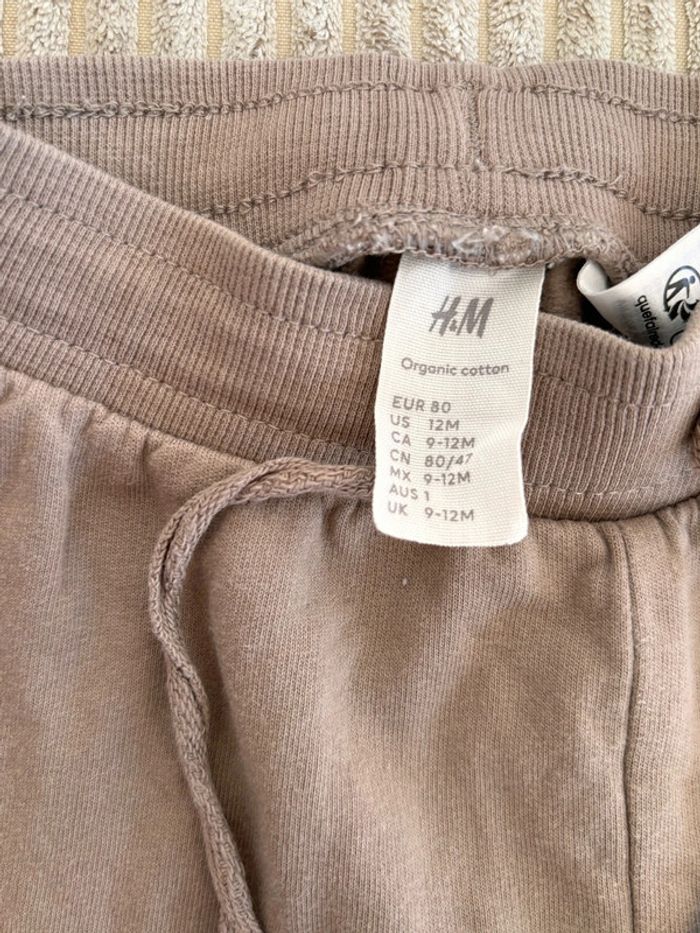 H&M
Organic cotton
EUR 80
US 12M
CA 9-12M
CN 80/47
MX 9-12M
AUS 1
UK 9-12M